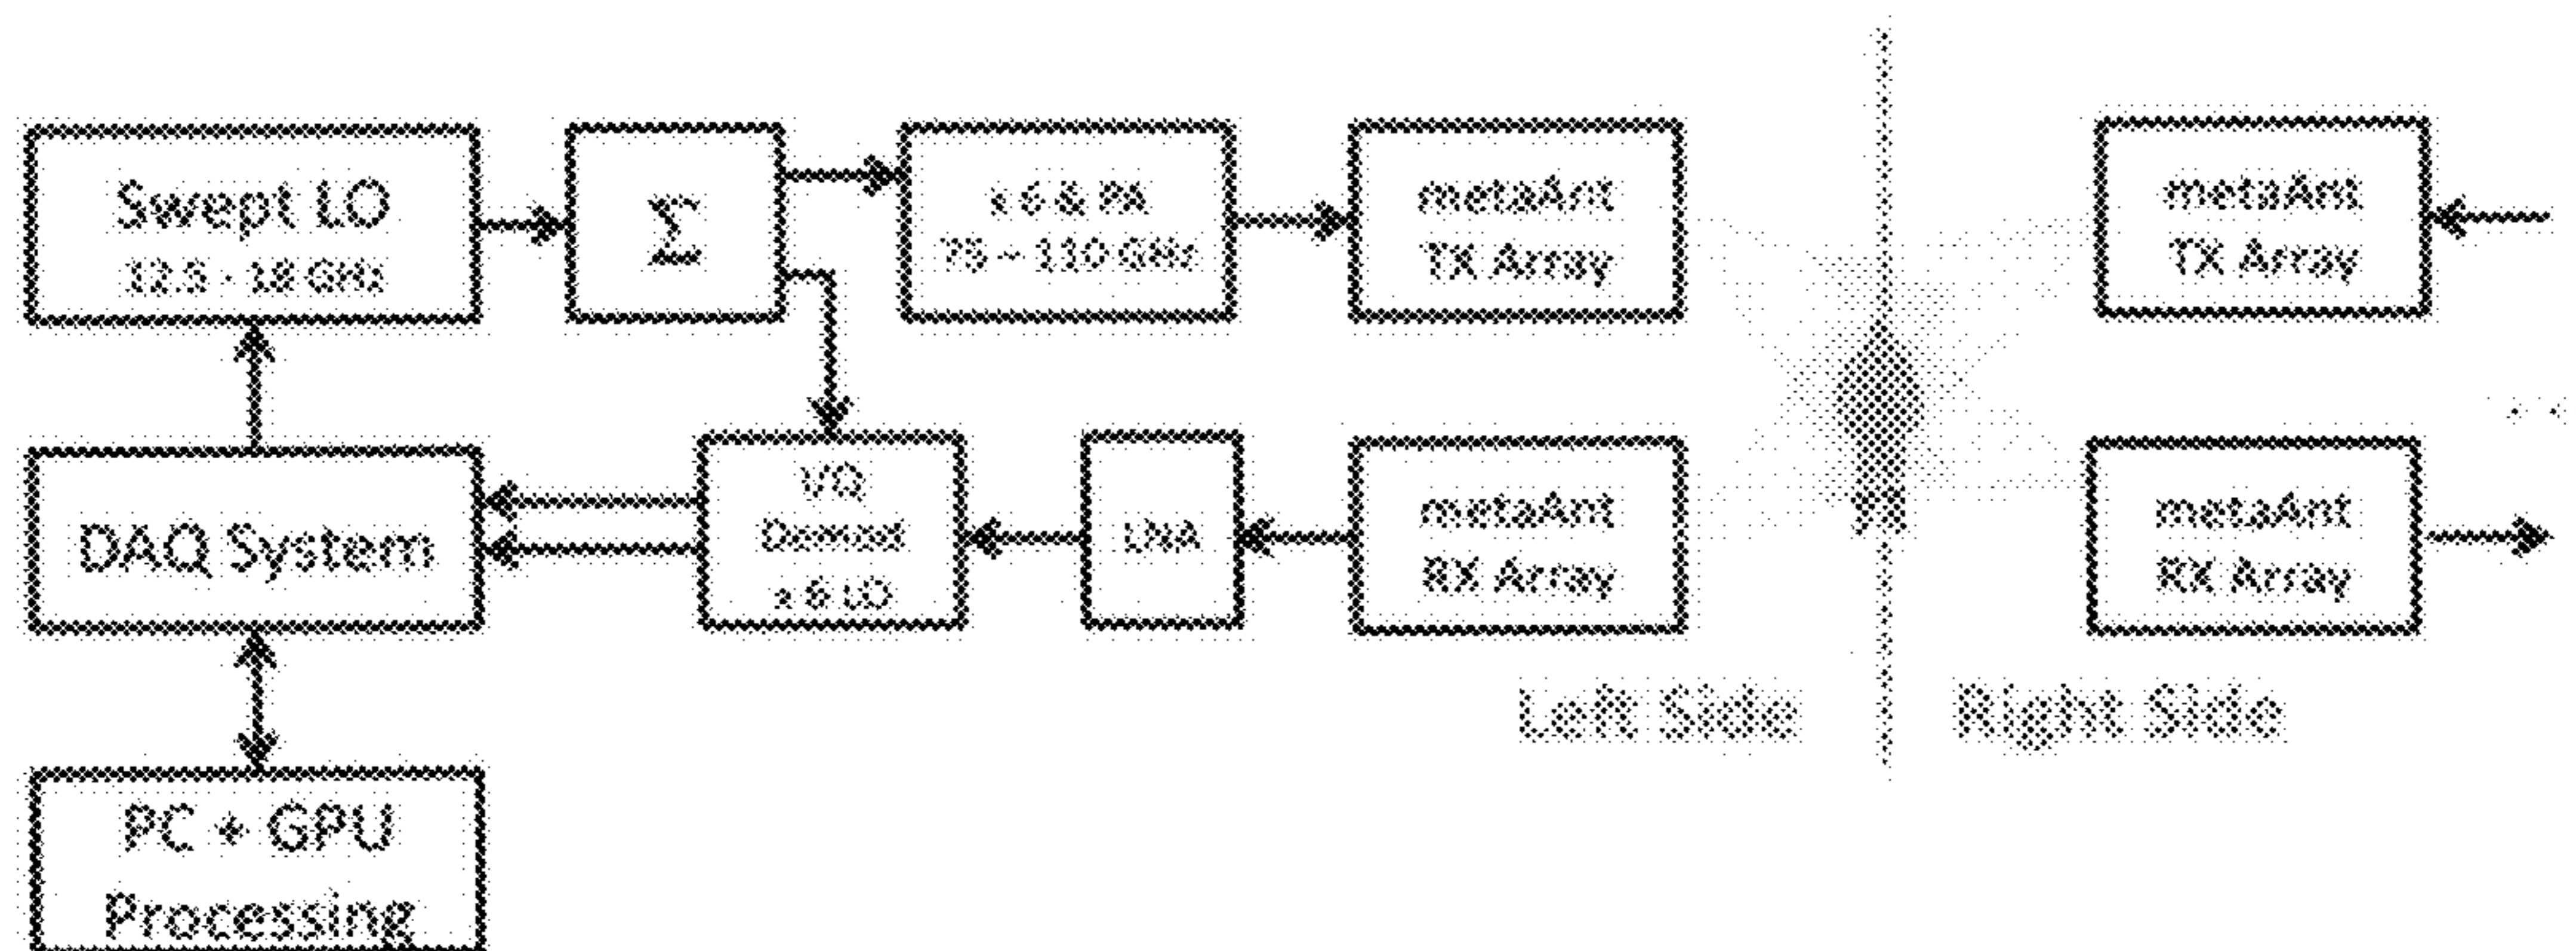 Swept LO
12.5 - 18 GHz
Σ
x 6 & PA
75 – 110 GHz
metaAnt
TX Array
metaAnt
TX Array
DAQ System
I/Q
Demod
x 6 LO
LNA
metaAnt
RX Array
metaAnt
RX Array
Left Side
Right Side
PC + GPU
Processing